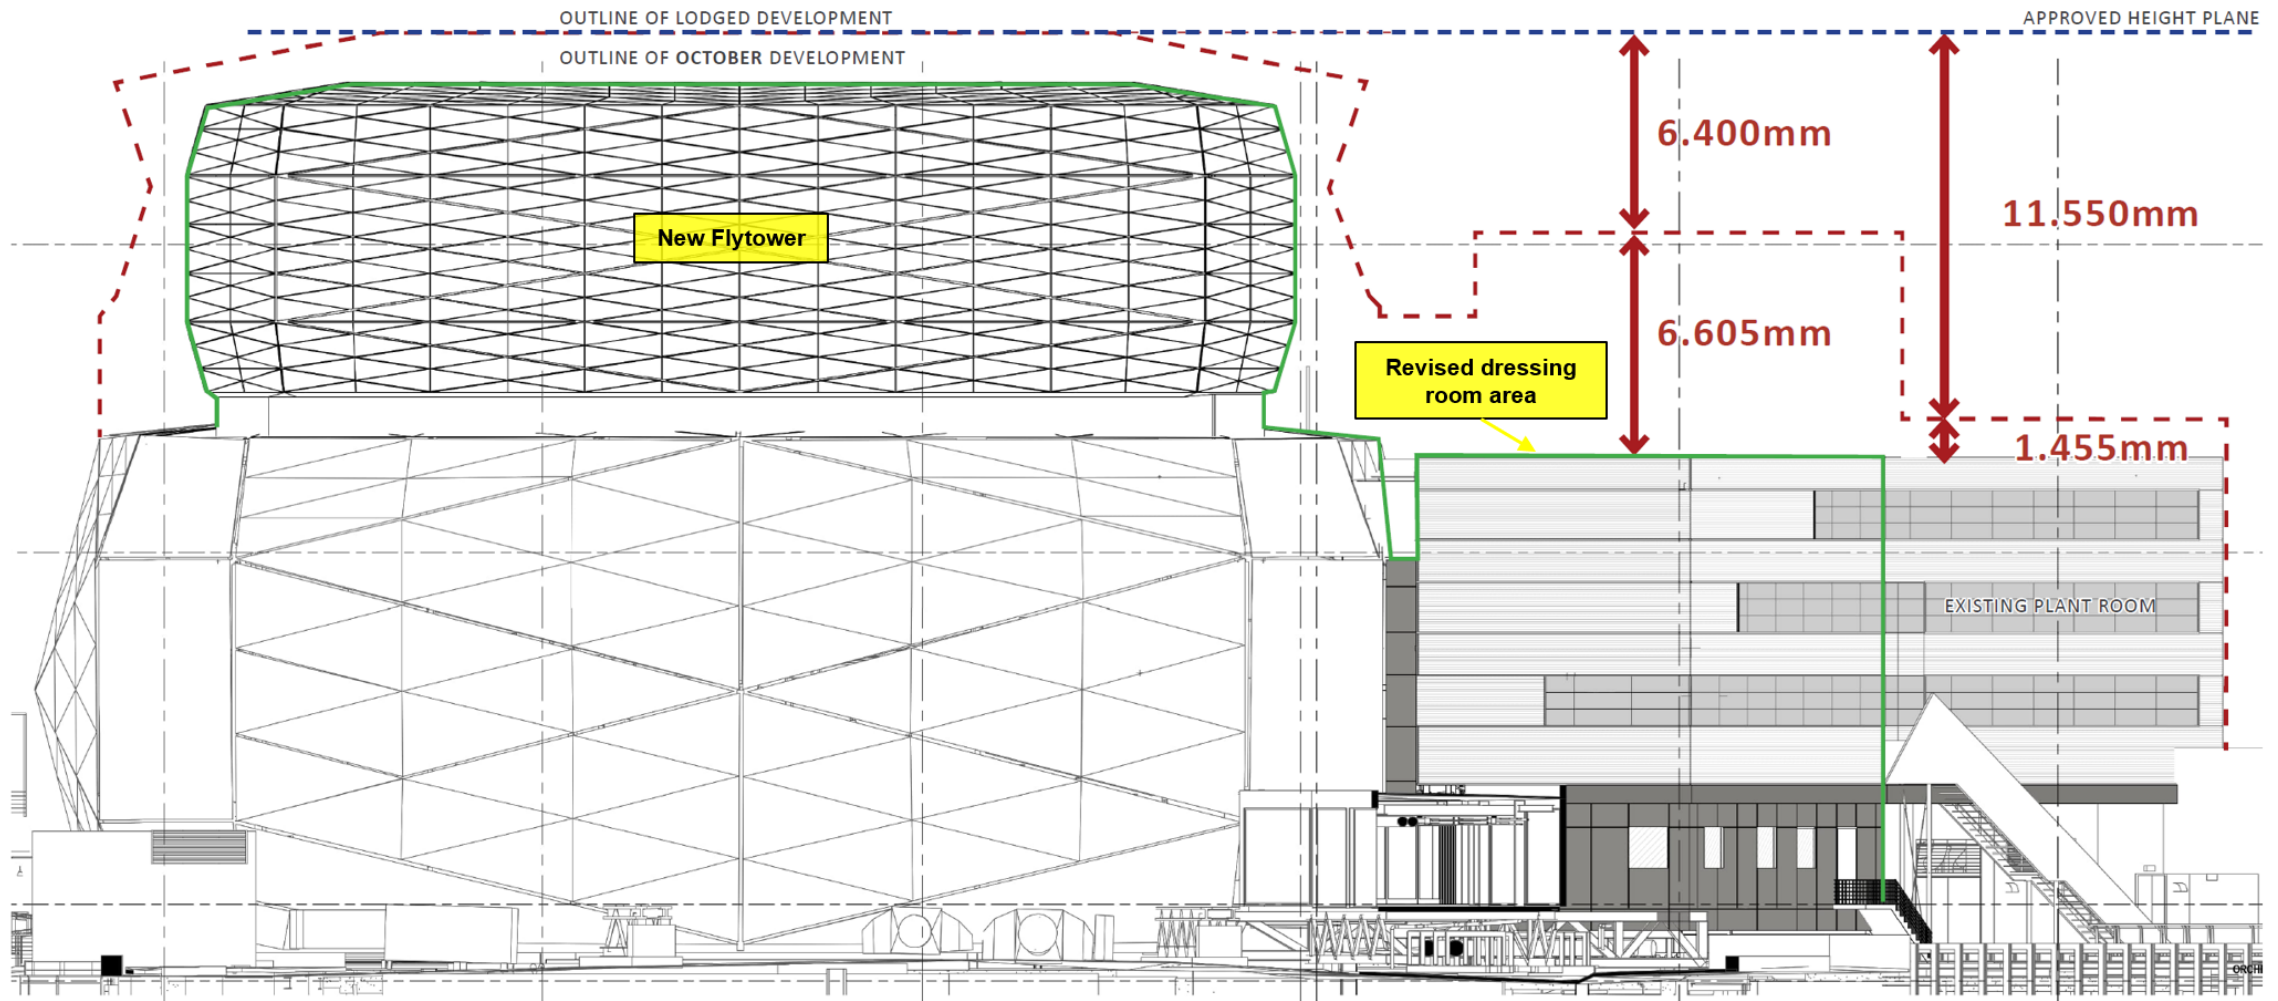 OUTLINE OF LODGED DEVELOPMENT
APPROVED HEIGHT PLANE
OUTLINE OF OCTOBER DEVELOPMENT
6.400mm
11.550mm
New Flytower
6.605mm
Revised dressing
room area
1.455mm
EXISTING PLANT ROOM
ORCHE